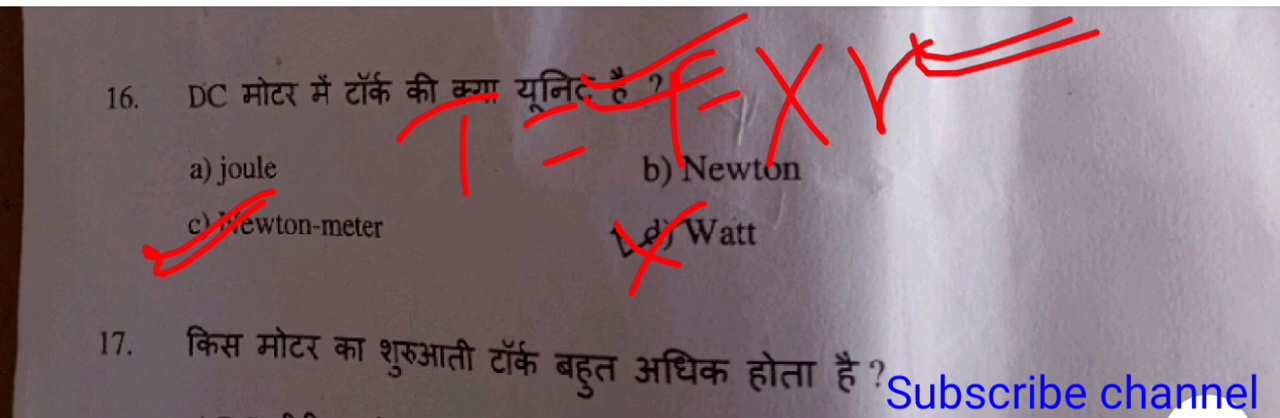 16. DC मोटर में टॉर्क की क्या यूनिट है ?
T = F X r
a) joule b) Newton
c) Newton-meter d) Watt
17. किस मोटर का शुरुआती टॉर्क बहुत अधिक होता है ?
Subscribe channel